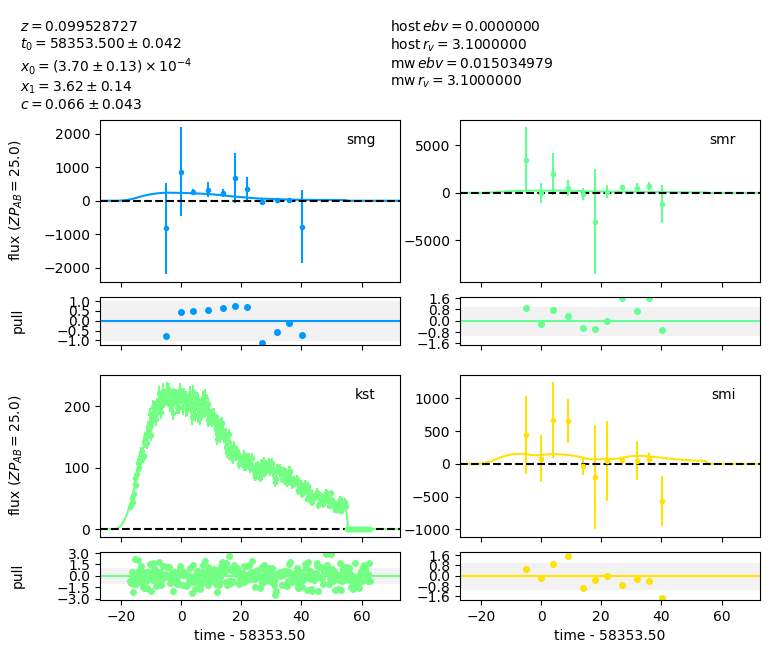 z = 0.099528727
t₀ = 58353.500 ± 0.042
x₀ = (3.70 ± 0.13) × 10⁻⁴
x₁ = 3.62 ± 0.14
c = 0.066 ± 0.043
host ebv = 0.0000000
host r_v = 3.1000000
mw ebv = 0.015034979
mw r_v = 3.1000000
flux (ZP_AB = 25.0)
2000
1000
0
−1000
−2000
smg
5000
0
−5000
smr
pull
1.0
0.5
0.0
−0.5
−1.0
1.6
0.8
0.0
−0.8
−1.6
flux (ZP_AB = 25.0)
200
100
0
kst
1000
500
0
−500
−1000
smi
pull
3.0
1.5
0.0
−1.5
−3.0
1.6
0.8
0.0
−0.8
−1.6
−20 0 20 40 60
−20 0 20 40 60
time - 58353.50
time - 58353.50